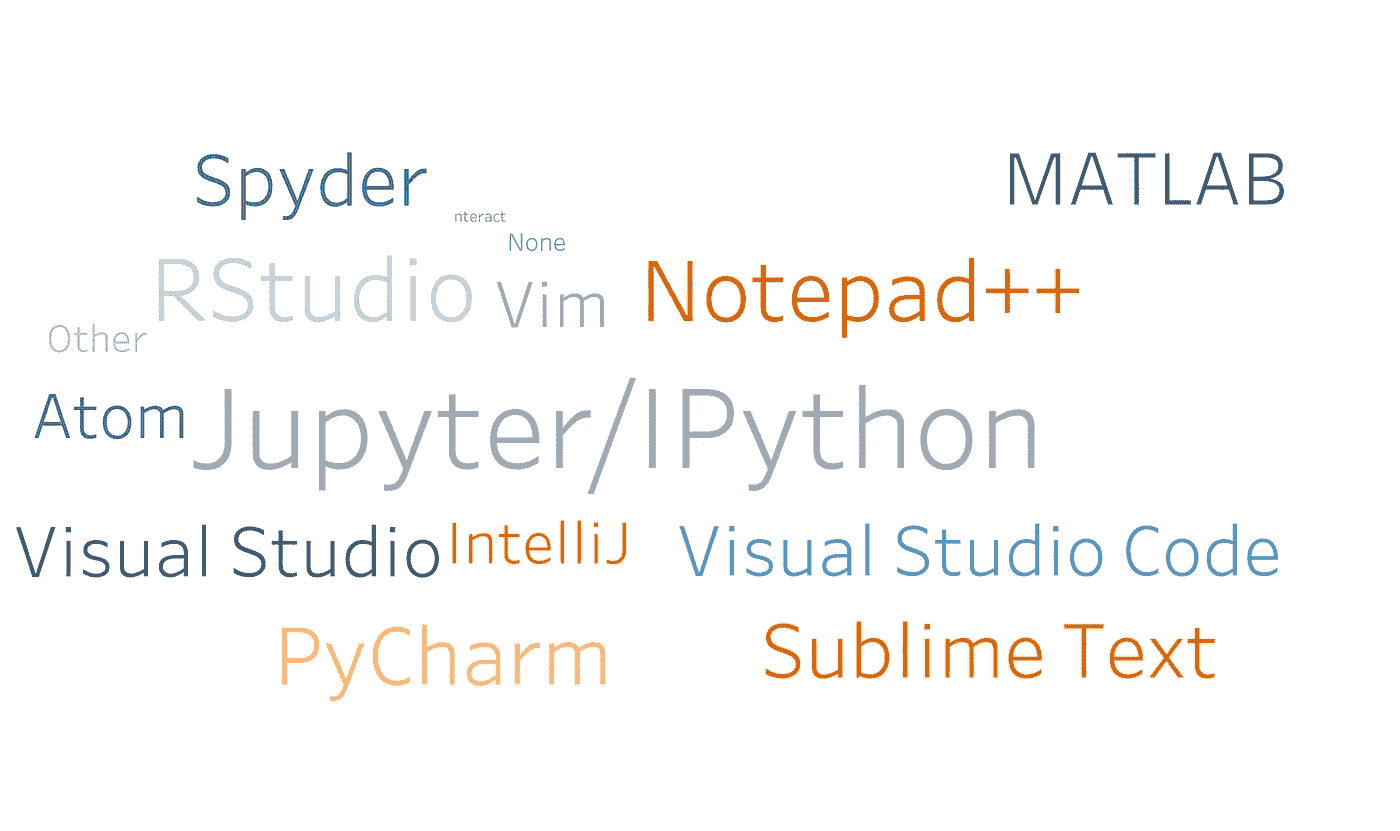 Spyder
MATLAB
nteract
None
RStudio
Vim
Notepad++
Other
Atom
Jupyter/IPython
Visual Studio
IntelliJ
Visual Studio Code
PyCharm
Sublime Text